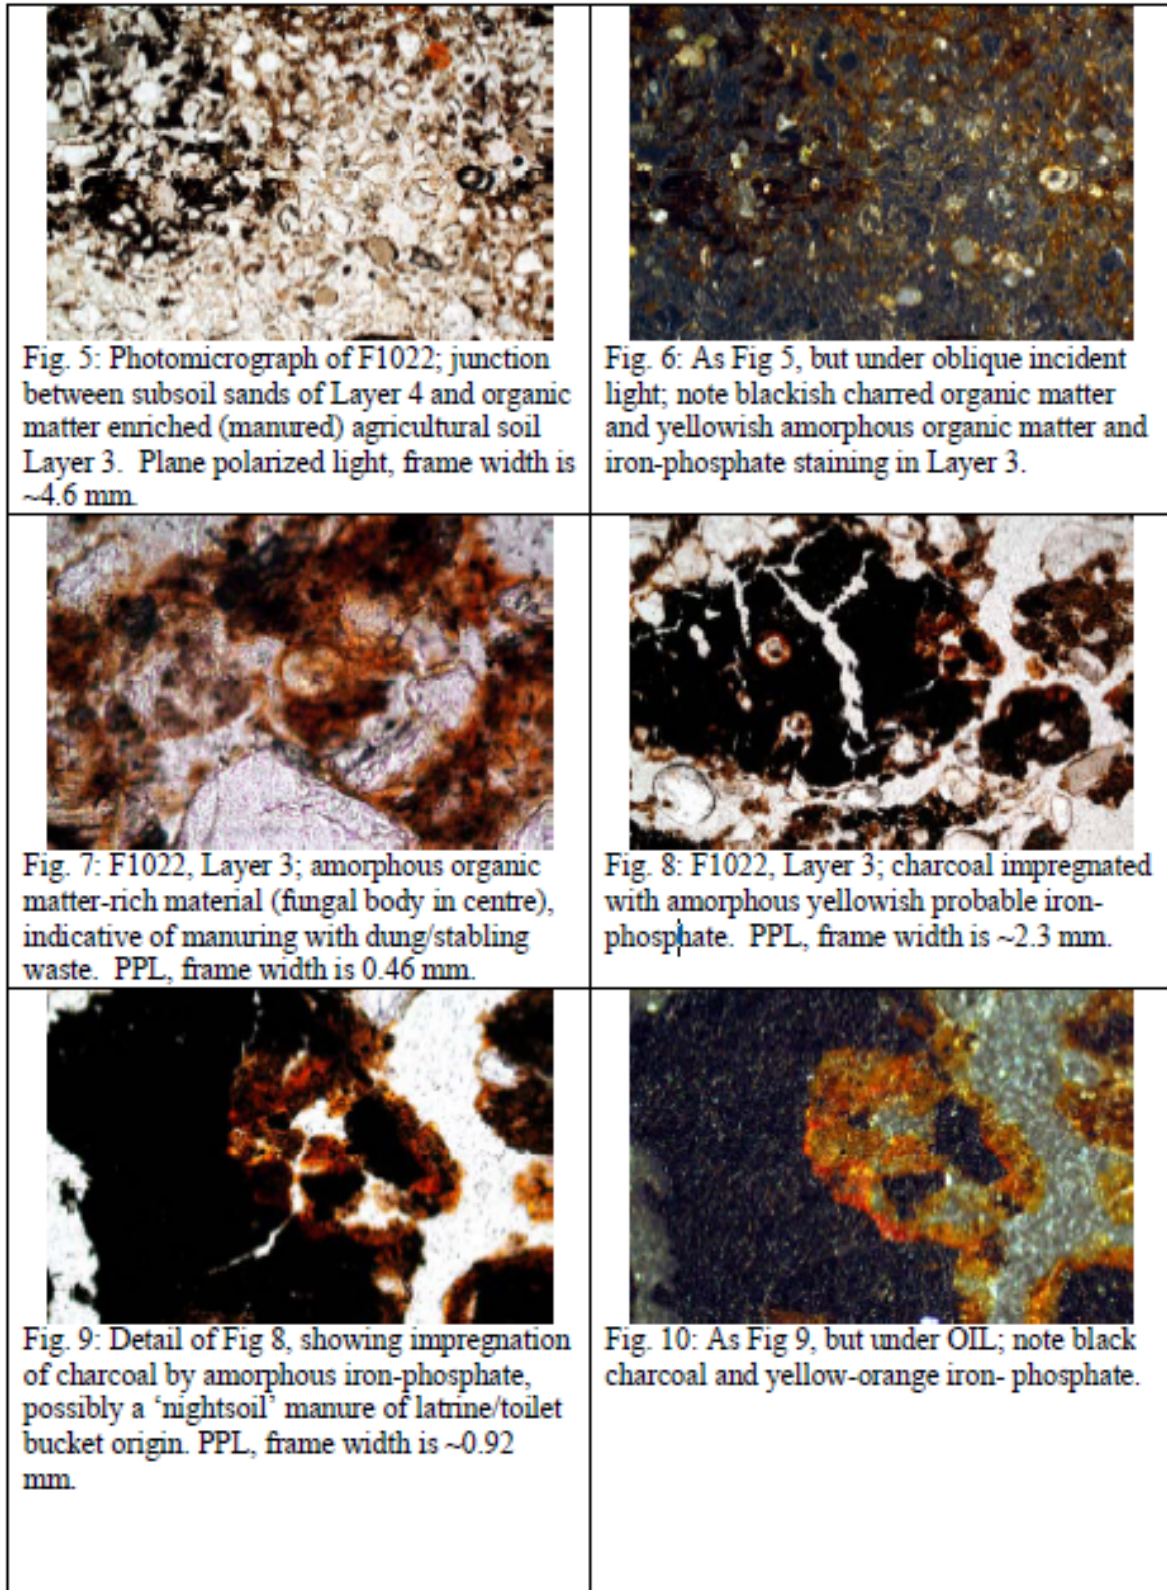 Fig. 5: Photomicrograph of F1022; junction
between subsoil sands of Layer 4 and organic
matter enriched (manured) agricultural soil
Layer 3.  Plane polarized light, frame width is
~4.6 mm.
Fig. 6: As Fig 5, but under oblique incident
light; note blackish charred organic matter
and yellowish amorphous organic matter and
iron-phosphate staining in Layer 3.
Fig. 7: F1022, Layer 3; amorphous organic
matter-rich material (fungal body in centre),
indicative of manuring with dung/stabling
waste.  PPL, frame width is 0.46 mm.
Fig. 8: F1022, Layer 3; charcoal impregnated
with amorphous yellowish probable iron-
phosphate.  PPL, frame width is ~2.3 mm.
Fig. 9: Detail of Fig 8, showing impregnation
of charcoal by amorphous iron-phosphate,
possibly a ‘nightsoil’ manure of latrine/toilet
bucket origin. PPL, frame width is ~0.92
mm.
Fig. 10: As Fig 9, but under OIL; note black
charcoal and yellow-orange iron- phosphate.